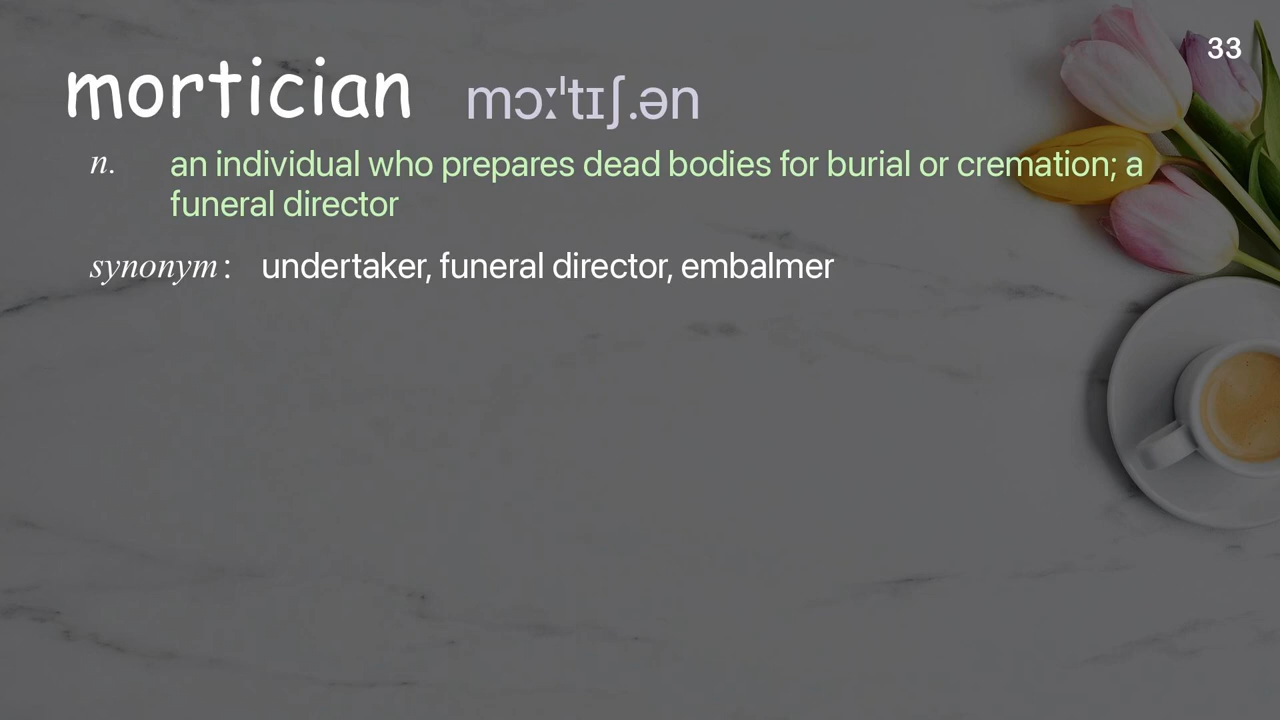 33
mortician mɔːˈtɪʃ.ən
n. an individual who prepares dead bodies for burial or cremation; a
funeral director
synonym: undertaker, funeral director, embalmer